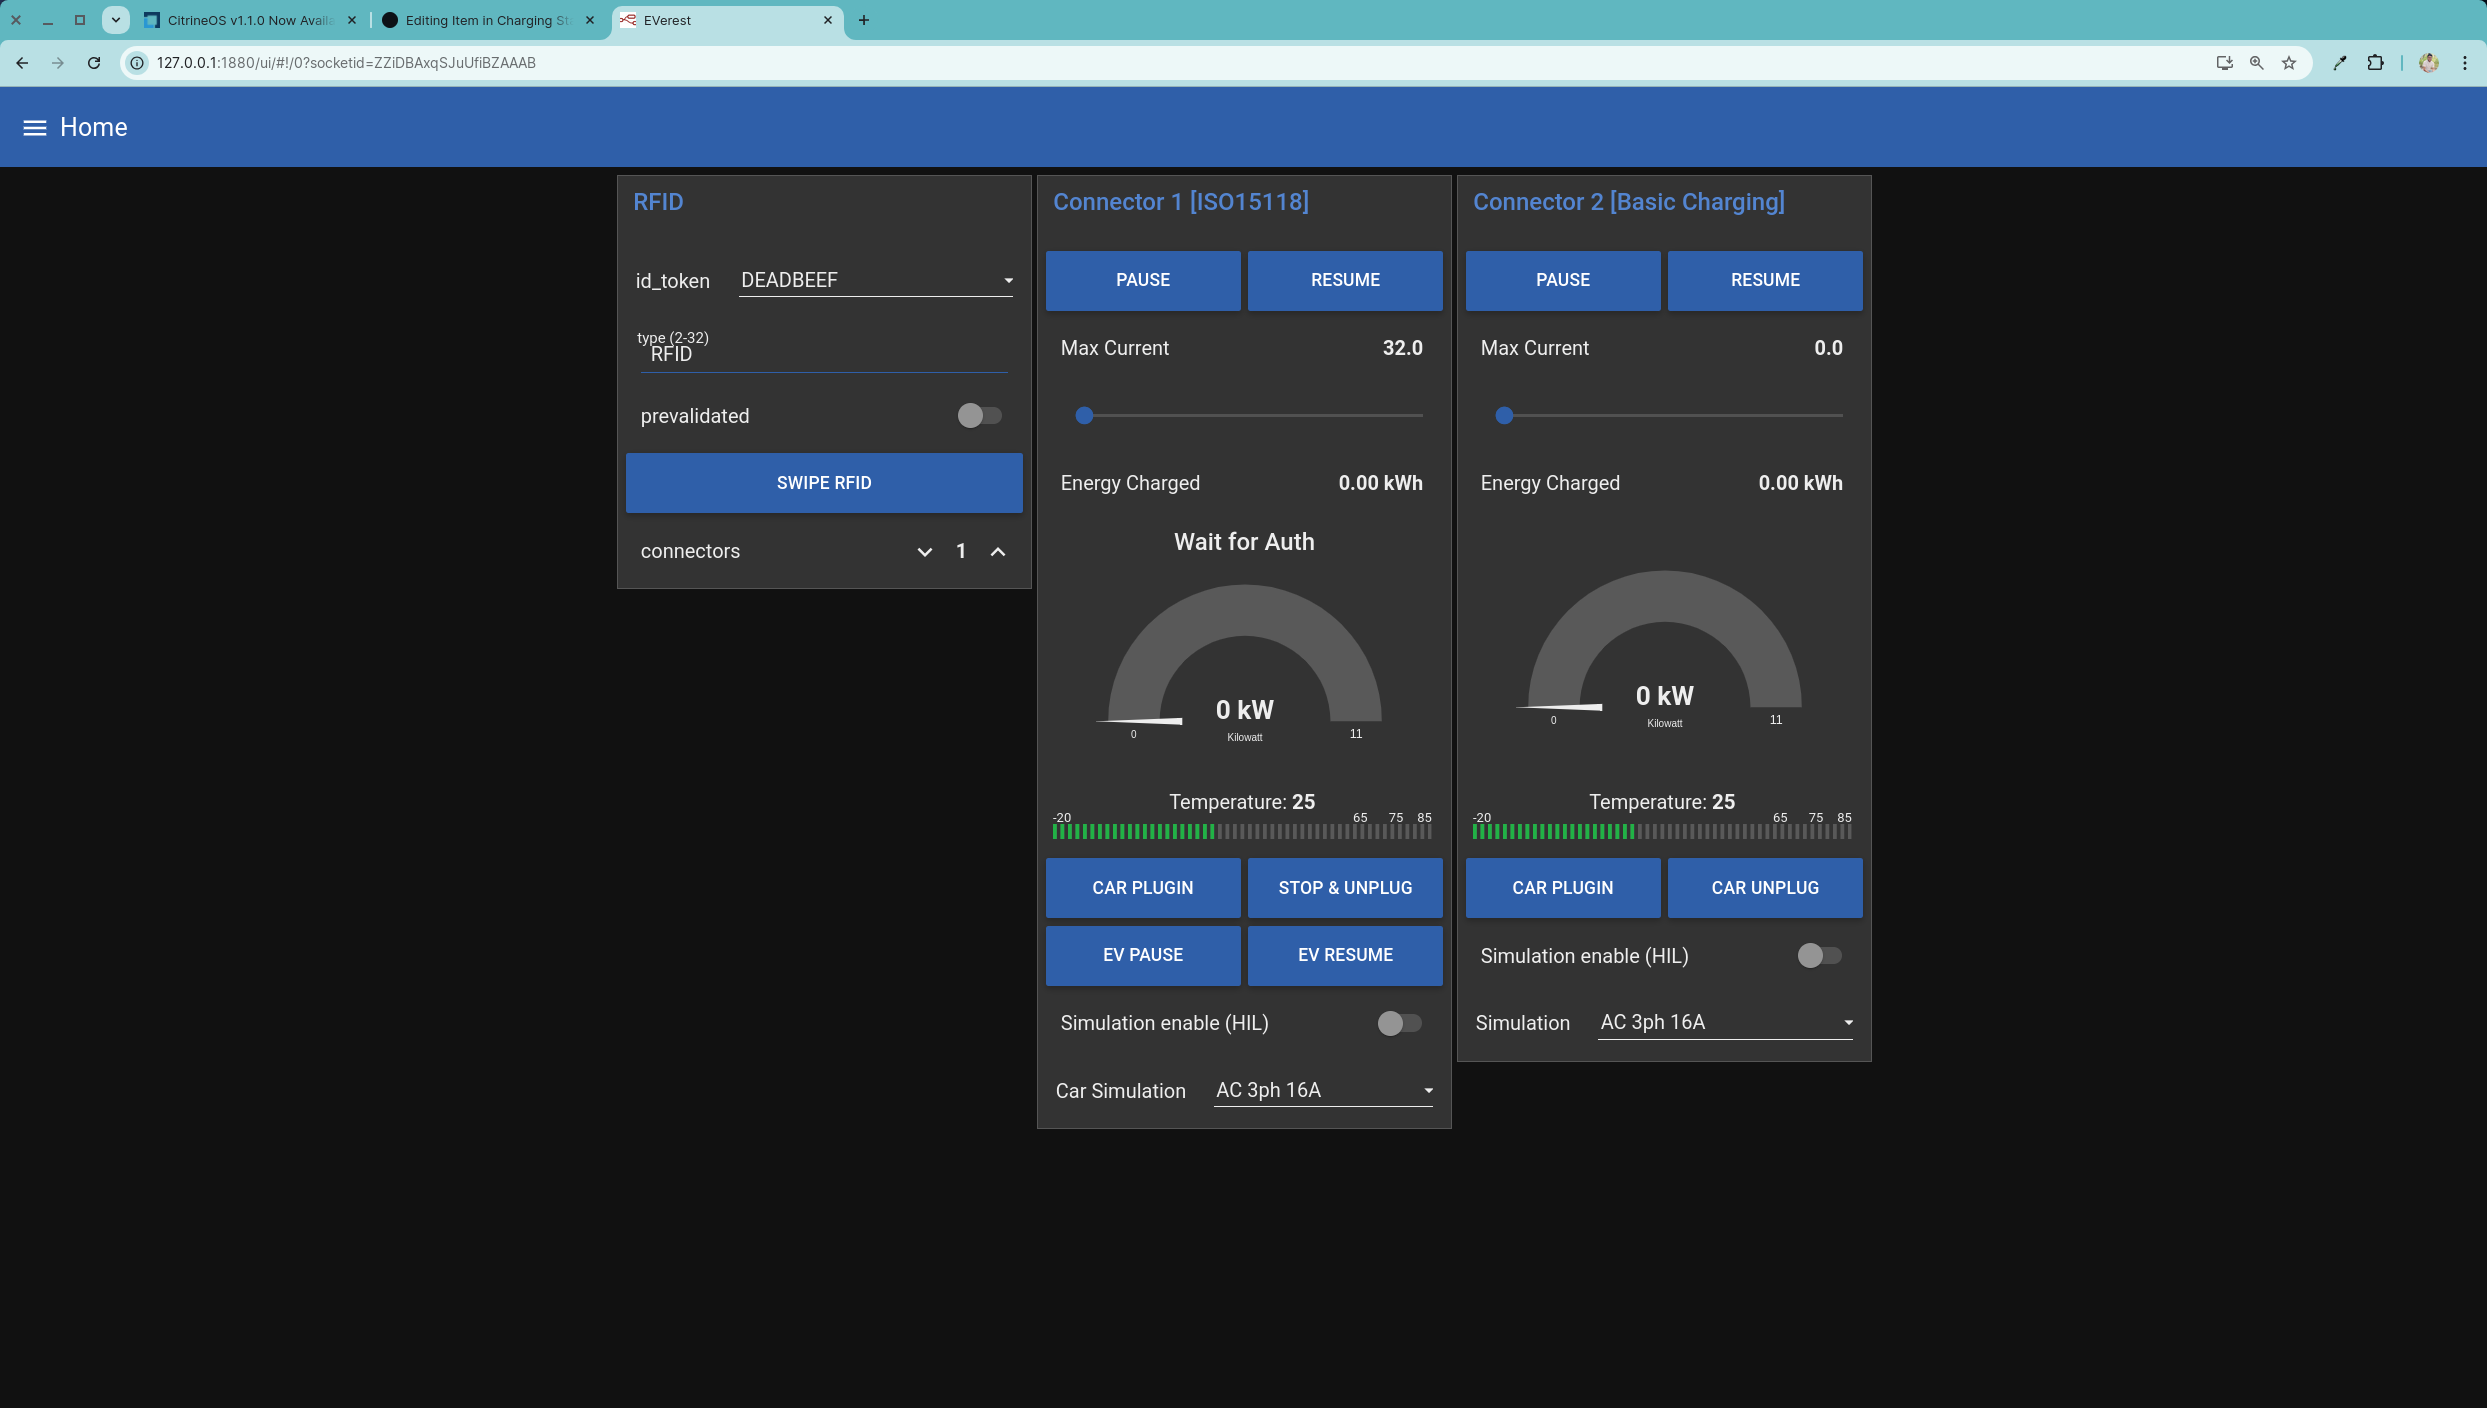 CitrineOS v1.1.0 Now Availa
Editing Item in Charging St
EVerest
127.0.0.1:1880/ui/#!/0?socketid=ZZiDBAxqSJuUfiBZAAAB
Home
RFID
id_token DEADBEEF
type (2-32)
RFID
prevalidated
SWIPE RFID
connectors 1
Connector 1 [ISO15118]
PAUSE RESUME
Max Current 32.0
Energy Charged 0.00 kWh
Wait for Auth
0 kW
Kilowatt
0 11
Temperature: 25
-20 65 75 85
CAR PLUGIN STOP & UNPLUG
EV PAUSE EV RESUME
Simulation enable (HIL)
Car Simulation AC 3ph 16A
Connector 2 [Basic Charging]
PAUSE RESUME
Max Current 0.0
Energy Charged 0.00 kWh
0 kW
Kilowatt
0 11
Temperature: 25
-20 65 75 85
CAR PLUGIN CAR UNPLUG
Simulation enable (HIL)
Simulation AC 3ph 16A